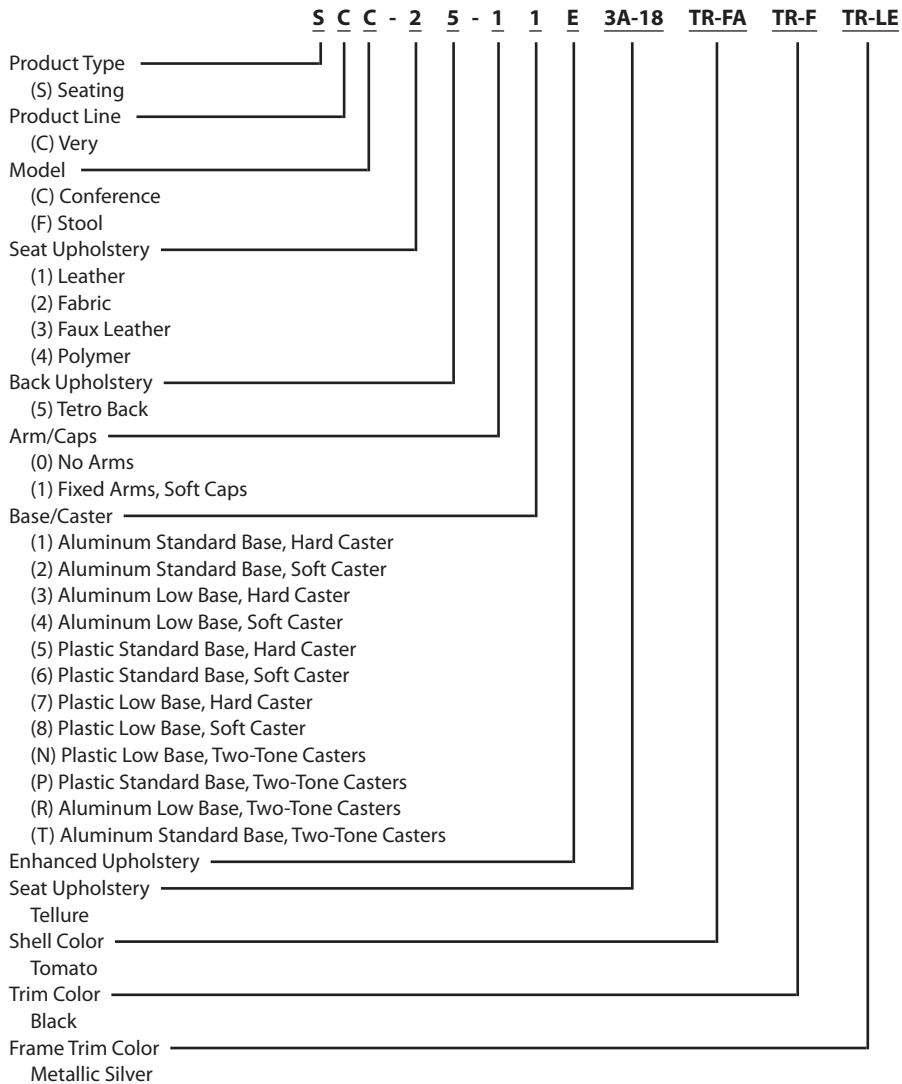 S C C - 2 5 - 1 1 E 3A-18 TR-FA TR-F TR-LE
Product Type
(S) Seating
Product Line
(C) Very
Model
(C) Conference
(F) Stool
Seat Upholstery
(1) Leather
(2) Fabric
(3) Faux Leather
(4) Polymer
Back Upholstery
(5) Tetro Back
Arm/Caps
(0) No Arms
(1) Fixed Arms, Soft Caps
Base/Caster
(1) Aluminum Standard Base, Hard Caster
(2) Aluminum Standard Base, Soft Caster
(3) Aluminum Low Base, Hard Caster
(4) Aluminum Low Base, Soft Caster
(5) Plastic Standard Base, Hard Caster
(6) Plastic Standard Base, Soft Caster
(7) Plastic Low Base, Hard Caster
(8) Plastic Low Base, Soft Caster
(N) Plastic Low Base, Two-Tone Casters
(P) Plastic Standard Base, Two-Tone Casters
(R) Aluminum Low Base, Two-Tone Casters
(T) Aluminum Standard Base, Two-Tone Casters
Enhanced Upholstery
Seat Upholstery
Tellure
Shell Color
Tomato
Trim Color
Black
Frame Trim Color
Metallic Silver